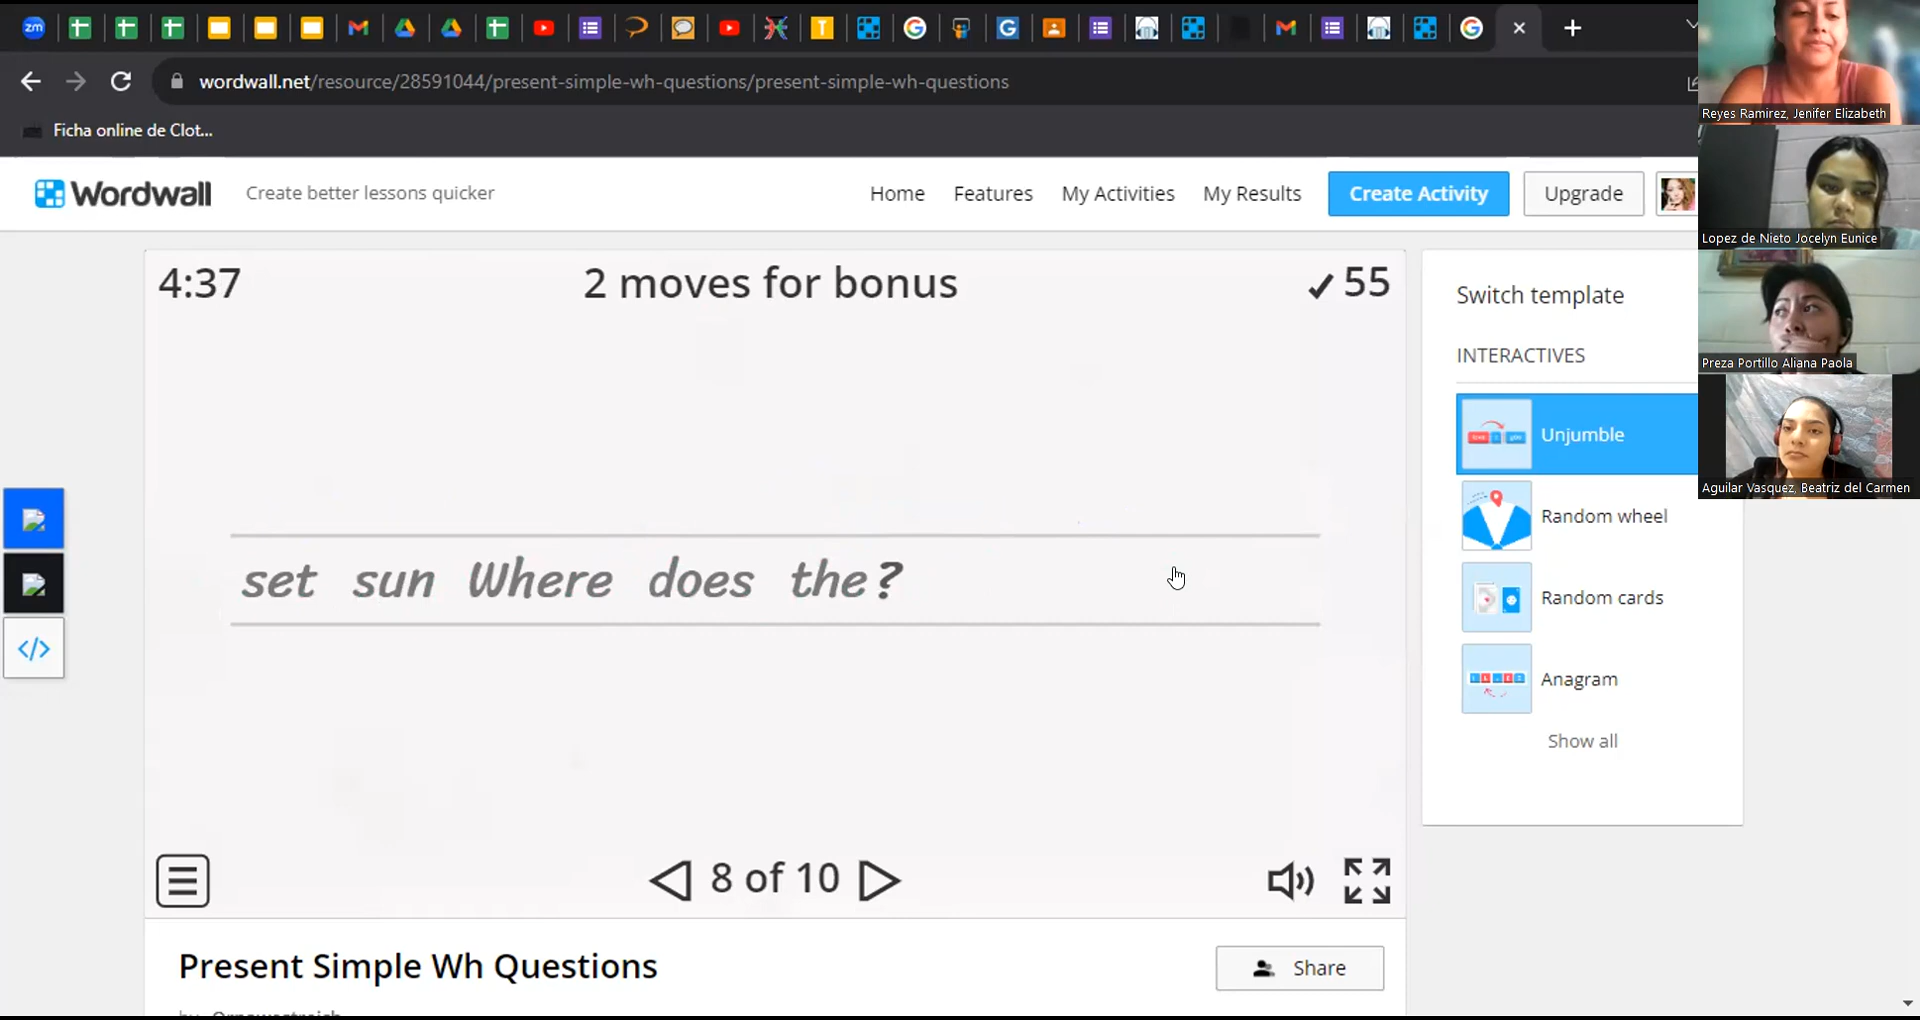 zm
T
G
G
G
wordwall.net/resource/28591044/present-simple-wh-questions/present-simple-wh-questions
Ficha online de Clot...
Wordwall
Create better lessons quicker
Home
Features
My Activities
My Results
Create Activity
Upgrade
Reyes Ramirez, Jenifer Elizabeth
Lopez de Nieto Jocelyn Eunice
Preza Portillo Aliana Paola
Aguilar Vasquez, Beatriz del Carmen
4:37
2 moves for bonus
✓ 55
set sun Where does the?
8 of 10
Switch template
INTERACTIVES
Unjumble
Random wheel
Random cards
Anagram
Show all
</>
Present Simple Wh Questions
Share